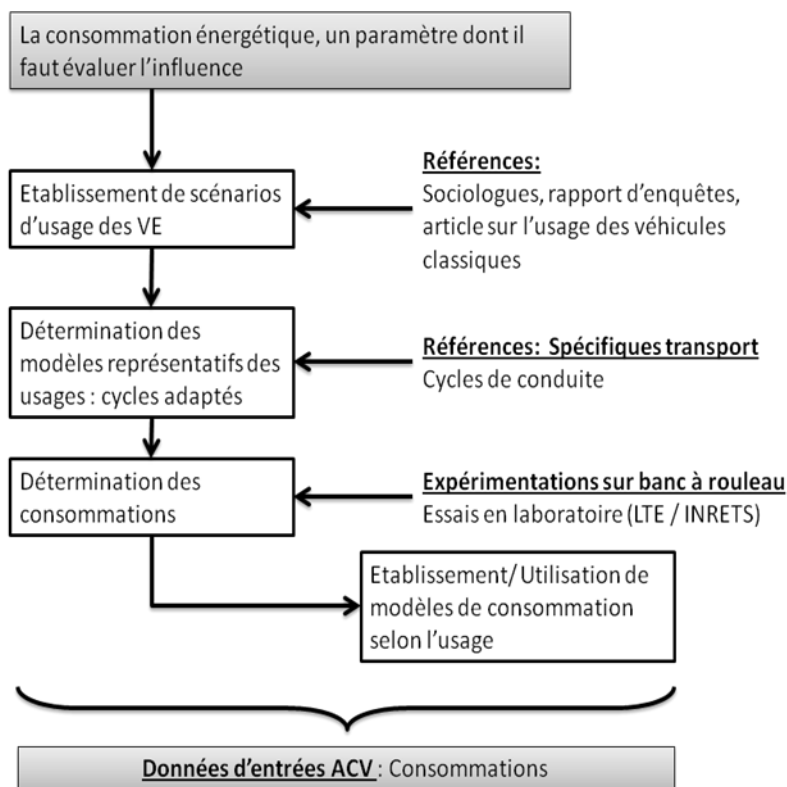 La consommation énergétique, un paramètre dont il
faut évaluer l'influence
Etablissement de scénarios
d'usage des VE
Références:
Sociologues, rapport d'enquêtes,
article sur l'usage des véhicules
classiques
Détermination des
modèles représentatifs des
usages : cycles adaptés
Références: Spécifiques transport
Cycles de conduite
Détermination des
consommations
Expérimentations sur banc à rouleau
Essais en laboratoire (LTE / INRETS)
Etablissement/ Utilisation de
modèles de consommation
selon l'usage
Données d'entrées ACV : Consommations